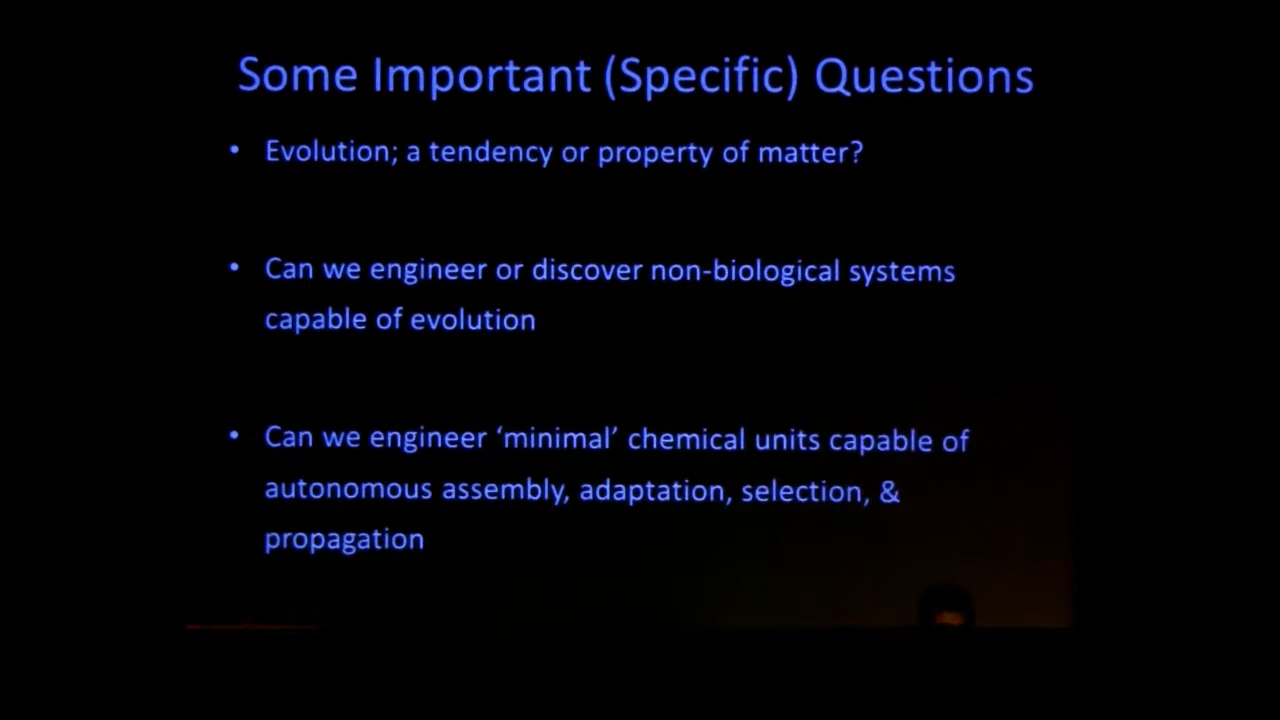 Some Important (Specific) Questions
• Evolution; a tendency or property of matter?
• Can we engineer or discover non-biological systems
capable of evolution
• Can we engineer ‘minimal’ chemical units capable of
autonomous assembly, adaptation, selection, &
propagation